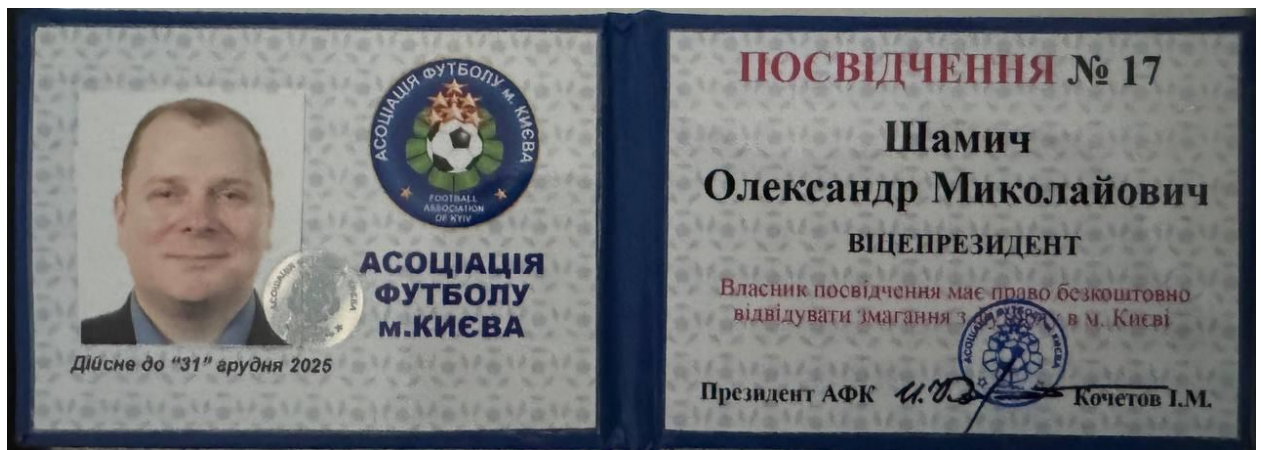 АСОЦІАЦІЯ ФУТБОЛУ м. КИЄВА
FOOTBALL
ASSOCIATION
OF KYIV
АСОЦІАЦІЯ
ФУТБОЛУ
м.КИЄВА
Дійсне до “31” грудня 2025
ПОСВІДЧЕННЯ № 17
Шамич
Олександр Миколайович
ВІЦЕПРЕЗИДЕНТ
Власник посвідчення має право безкоштовно
відвідувати змагання з в м. Києві
Президент АФК Кочетов І.М.